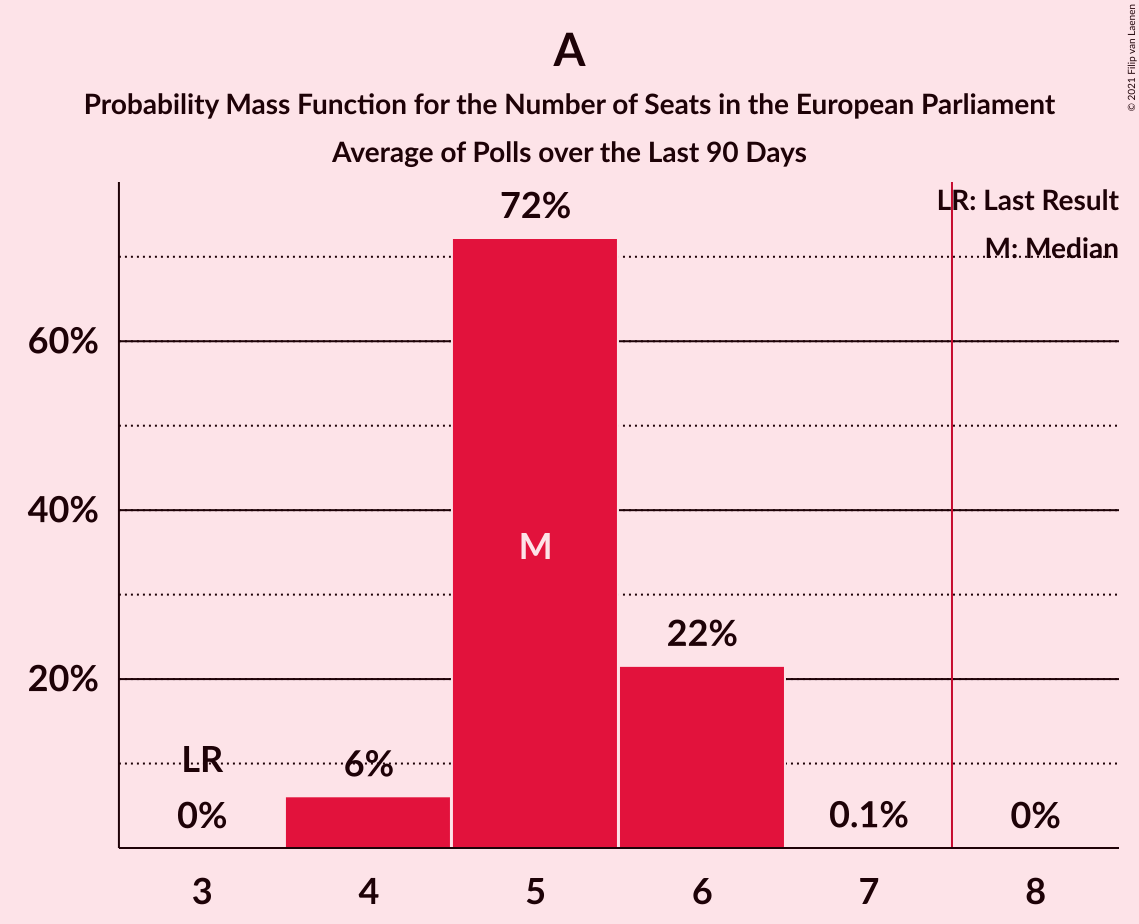 A
Probability Mass Function for the Number of Seats in the European Parliament
Average of Polls over the Last 90 Days
© 2021 Filip van Laenen
LR: Last Result
M: Median
72%
60%
40%
M
22%
20%
LR
6%
0%
0.1%
0%
3 4 5 6 7 8